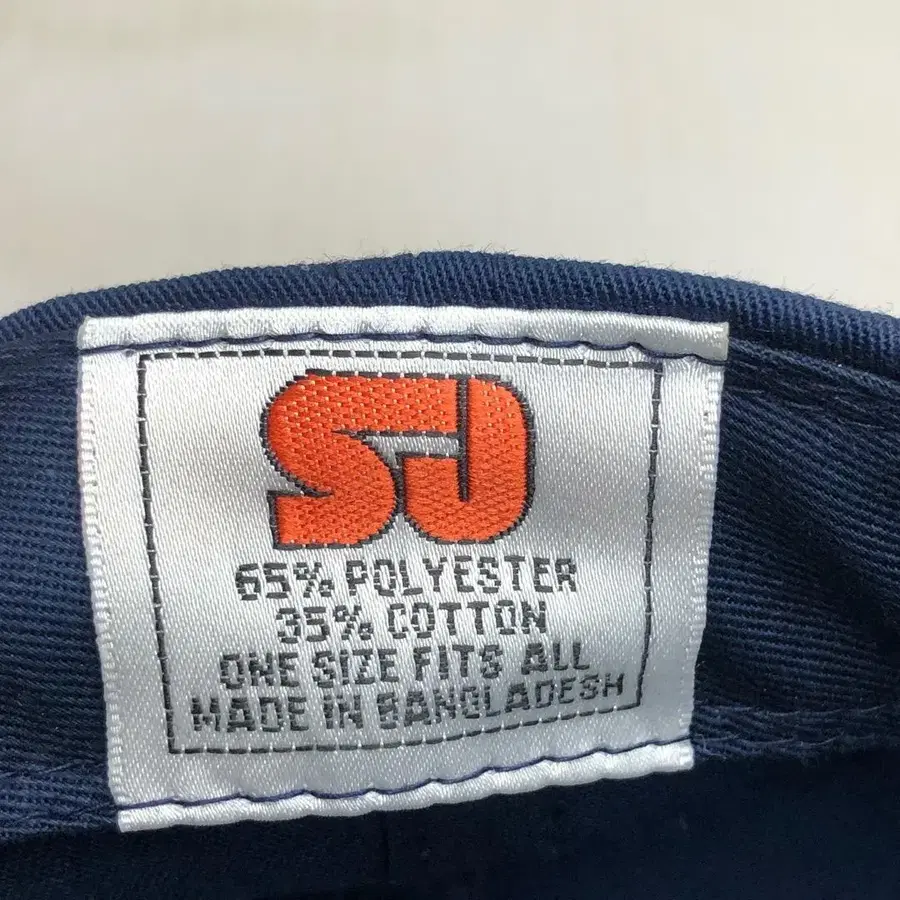 SJ
65% POLYESTER
35% COTTON
ONE SIZE FITS ALL
MADE IN BANGLADESH